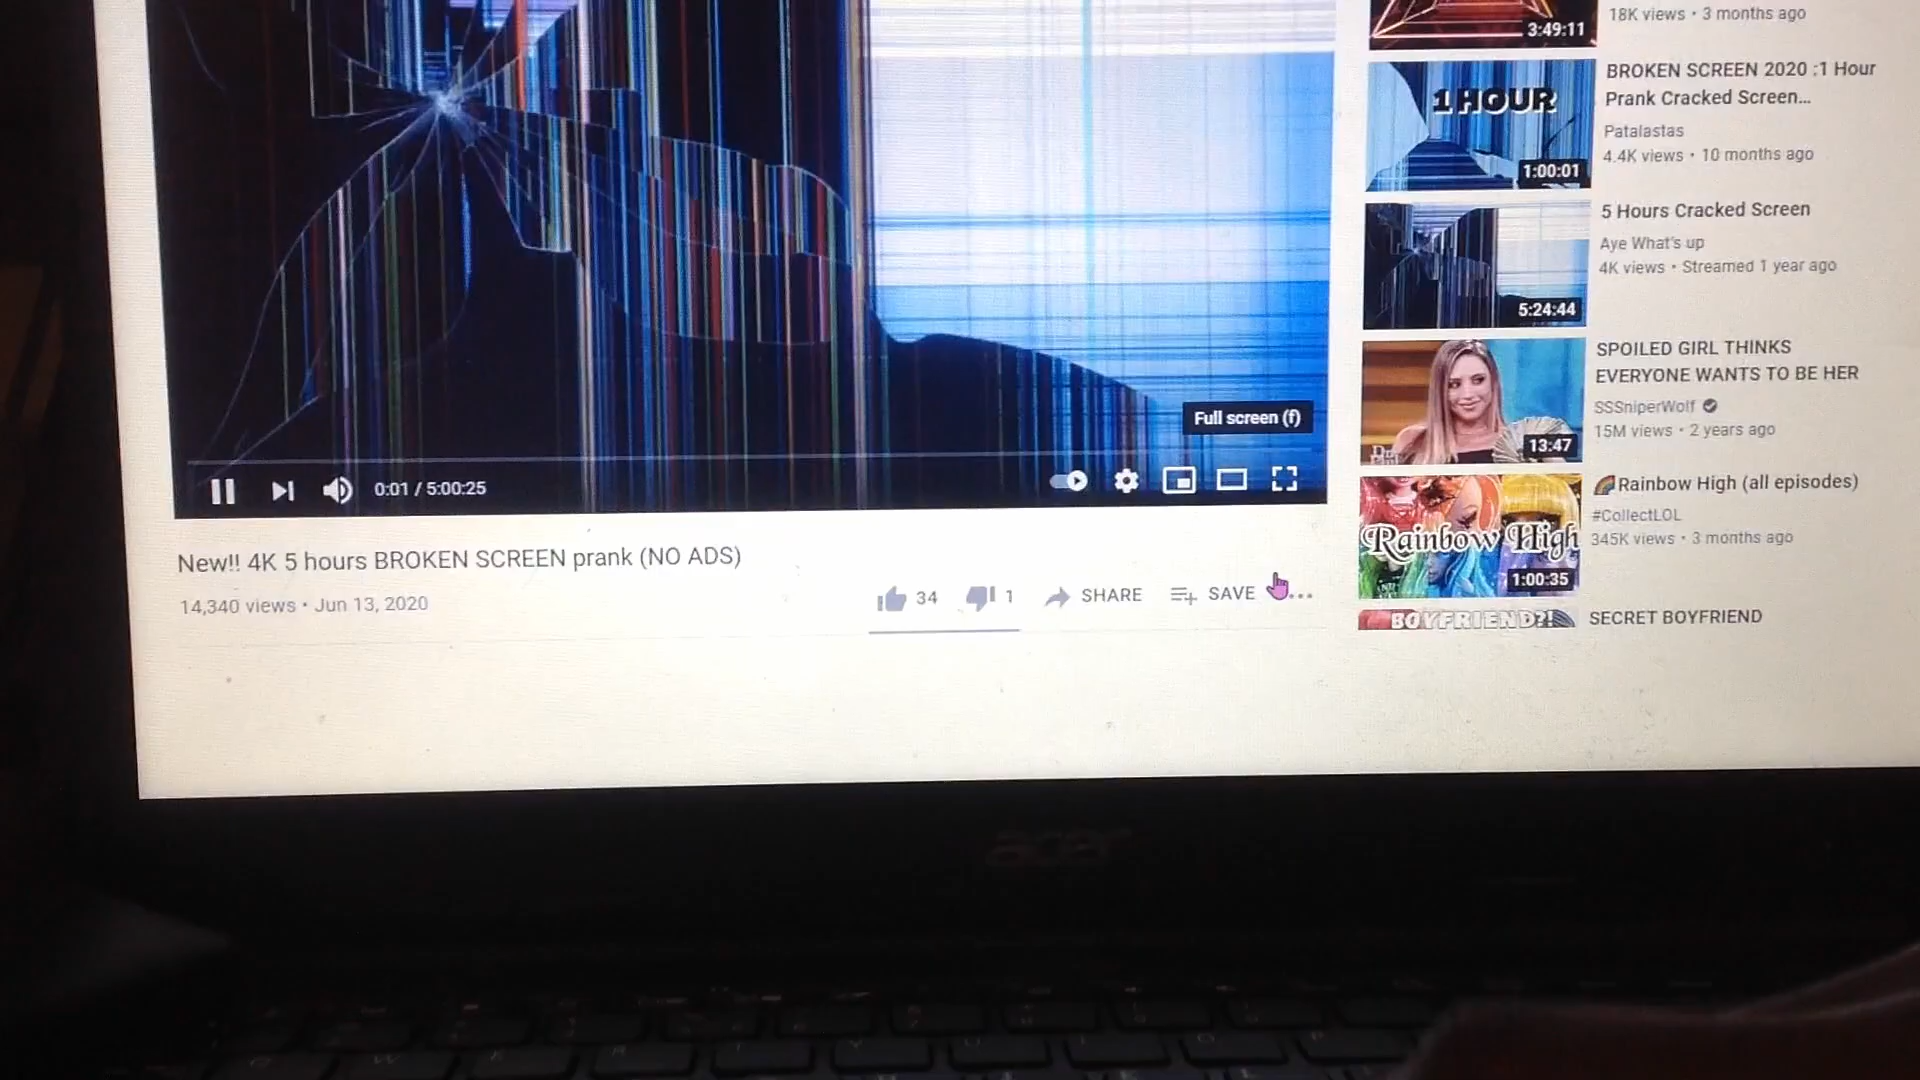 Full screen (f)
0:01 / 5:00:25
New!! 4K 5 hours BROKEN SCREEN prank (NO ADS)
14,340 views • Jun 13, 2020
34
1
SHARE
SAVE
...
3:49:11
18K views • 3 months ago
1 HOUR
1:00:01
BROKEN SCREEN 2020 :1 Hour
Prank Cracked Screen...
Patalastas
4.4K views • 10 months ago
5:24:44
5 Hours Cracked Screen
Aye What's up
4K views • Streamed 1 year ago
13:47
SPOILED GIRL THINKS
EVERYONE WANTS TO BE HER
SSSniperWolf
15M views • 2 years ago
Rainbow High
1:00:35
🌈Rainbow High (all episodes)
#CollectLOL
345K views • 3 months ago
BOYFRIEND?!
SECRET BOYFRIEND
acer